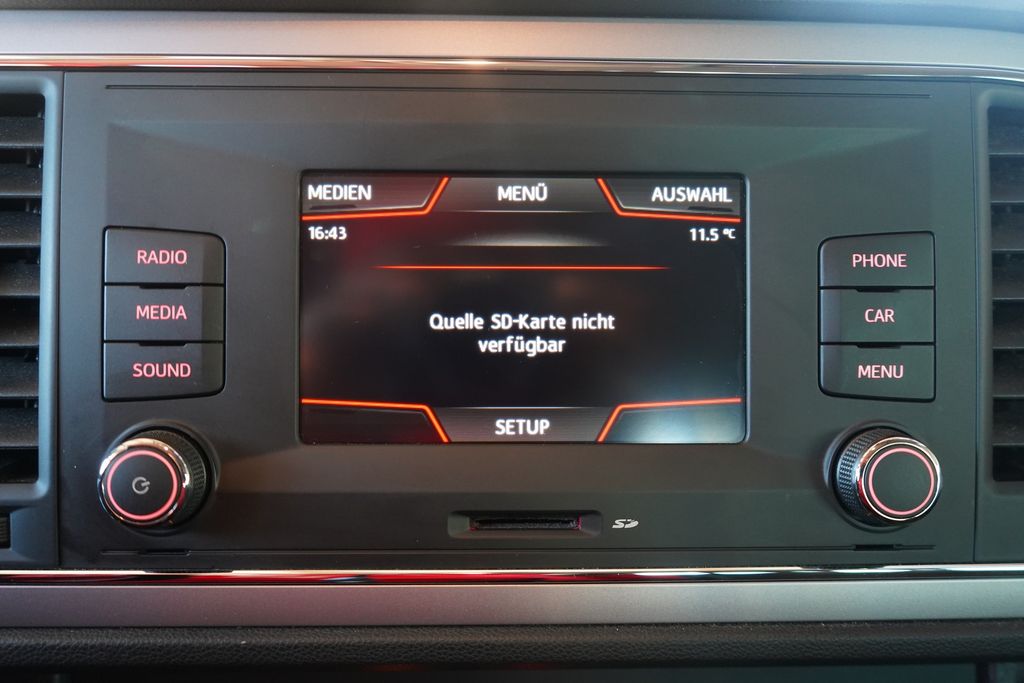 MEDIEN MENÜ AUSWAHL
16:43 11.5 °C
RADIO
MEDIA
SOUND
Quelle SD-Karte nicht
verfügbar
PHONE
CAR
MENU
SETUP
SD